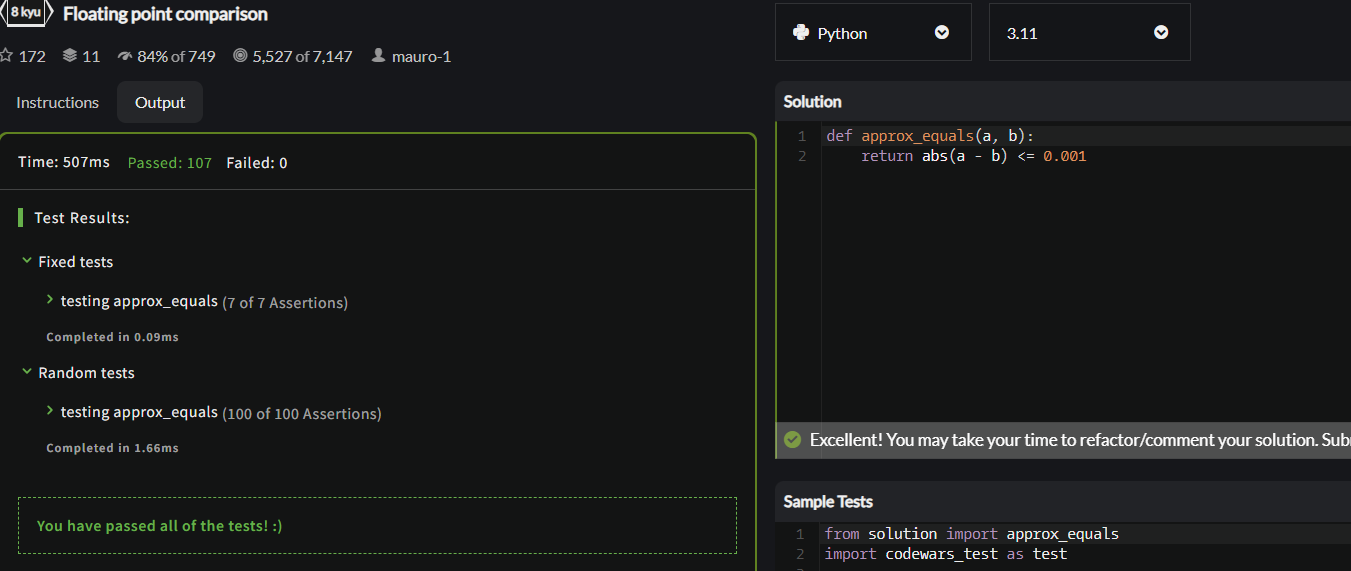 8 kyu Floating point comparison
172 11 84% of 749 5,527 of 7,147 mauro-1
Instructions Output
Time: 507ms Passed: 107 Failed: 0
Test Results:
Fixed tests
testing approx_equals (7 of 7 Assertions)
Completed in 0.09ms
Random tests
testing approx_equals (100 of 100 Assertions)
Completed in 1.66ms
You have passed all of the tests! :)
Python 3.11
Solution
1 def approx_equals(a, b):
2 return abs(a - b) <= 0.001
Excellent! You may take your time to refactor/comment your solution.
Sample Tests
1 from solution import approx_equals
2 import codewars_test as test